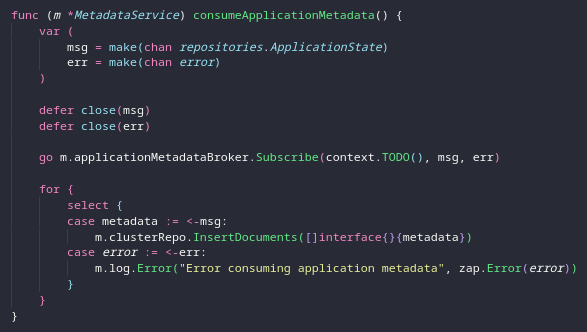 func (m *MetadataService) consumeApplicationMetadata() {
    var (
        msg = make(chan repositories.ApplicationState)
        err = make(chan error)
    )

    defer close(msg)
    defer close(err)

    go m.applicationMetadataBroker.Subscribe(context.TODO(), msg, err)

    for {
        select {
        case metadata := <-msg:
            m.clusterRepo.InsertDocuments([]interface{}{metadata})
        case error := <-err:
            m.log.Error("Error consuming application metadata", zap.Error(error))
        }
    }
}